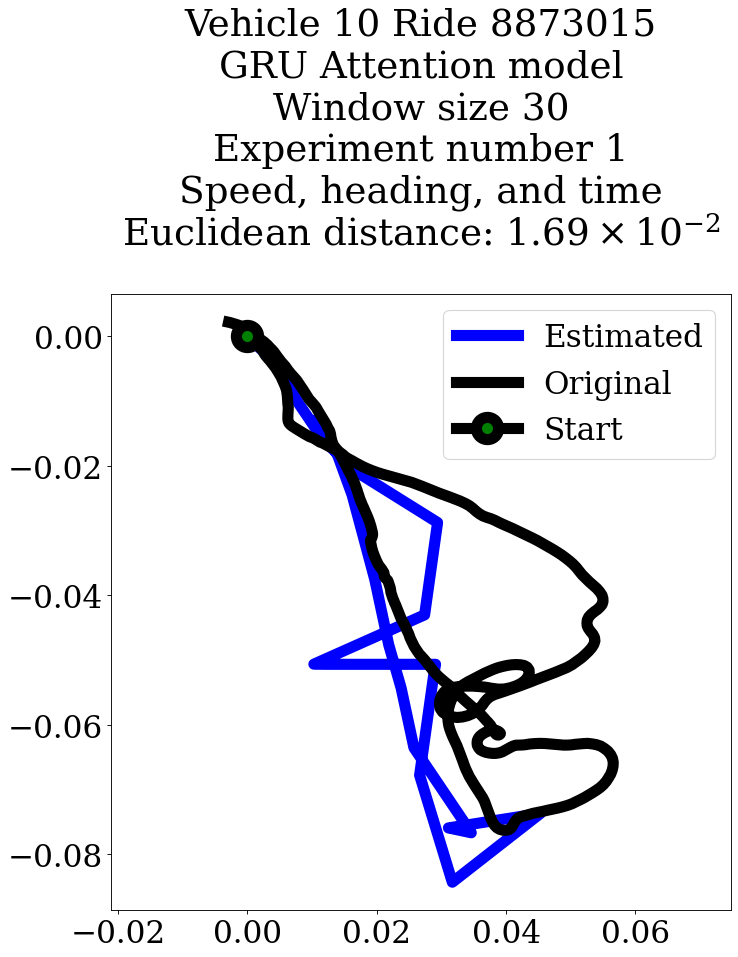 Vehicle 10 Ride 8873015
GRU Attention model
Window size 30
Experiment number 1
Speed, heading, and time
Euclidean distance: 1.69 × 10⁻²
Estimated
Original
Start
0.00
−0.02
−0.04
−0.06
−0.08
−0.02 0.00 0.02 0.04 0.06